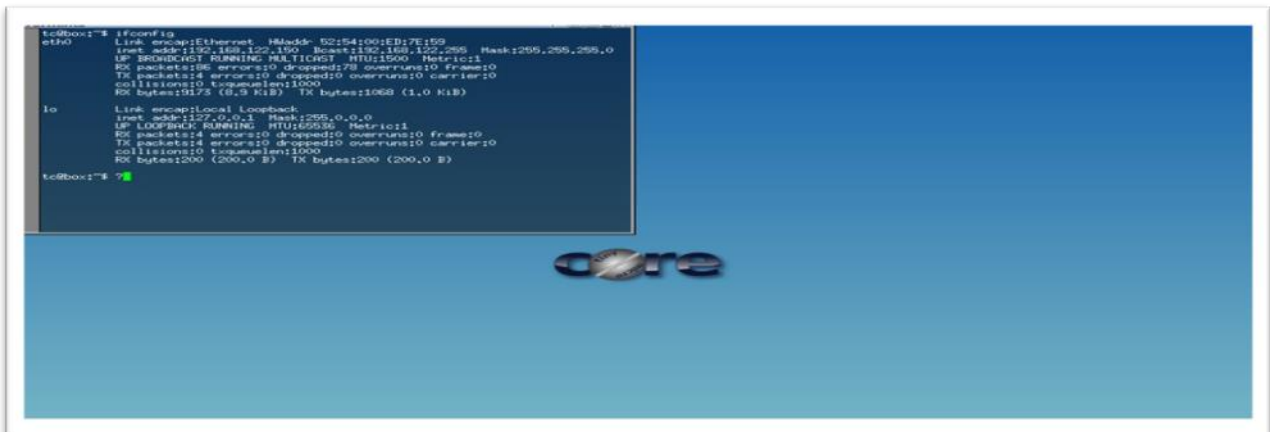 tc@box:~$ ifconfig
eth0 Link encap:Ethernet HWaddr 52:54:00:ED:7E:59
inet addr:192.168.122.150 Bcast:192.168.122.255 Mask:255.255.255.0
UP BROADCAST RUNNING MULTICAST MTU:1500 Metric:1
RX packets:86 errors:0 dropped:78 overruns:0 frame:0
TX packets:4 errors:0 dropped:0 overruns:0 carrier:0
collisions:0 txqueuelen:1000
RX bytes:9173 (8.9 KiB) TX bytes:1068 (1.0 KiB)
lo Link encap:Local Loopback
inet addr:127.0.0.1 Mask:255.0.0.0
UP LOOPBACK RUNNING MTU:65536 Metric:1
RX packets:4 errors:0 dropped:0 overruns:0 frame:0
TX packets:4 errors:0 dropped:0 overruns:0 carrier:0
collisions:0 txqueuelen:1000
RX bytes:200 (200.0 B) TX bytes:200 (200.0 B)
tc@box:~$ ?
core